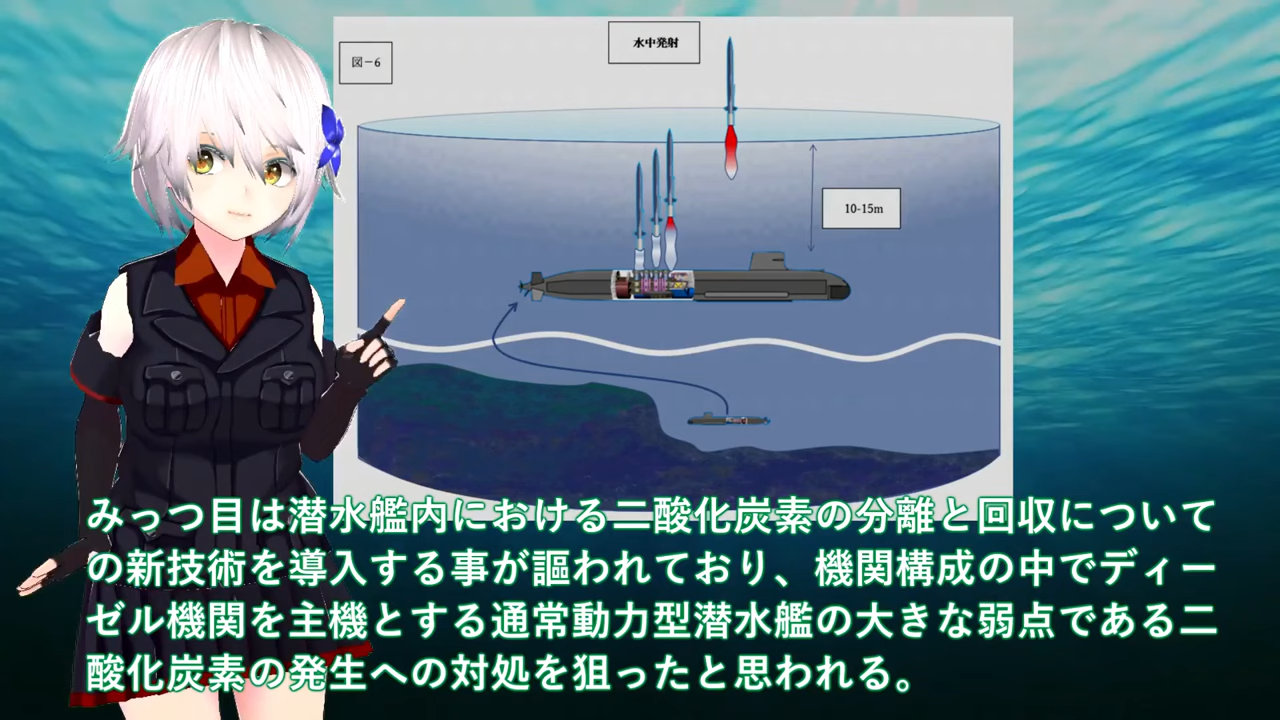 水中発射
図－6
10-15m
みっつ目は潜水艦内における二酸化炭素の分離と回収について
の新技術を導入する事が謳われており、機関構成の中でディー
ゼル機関を主機とする通常動力型潜水艦の大きな弱点である二
酸化炭素の発生への対処を狙ったと思われる。